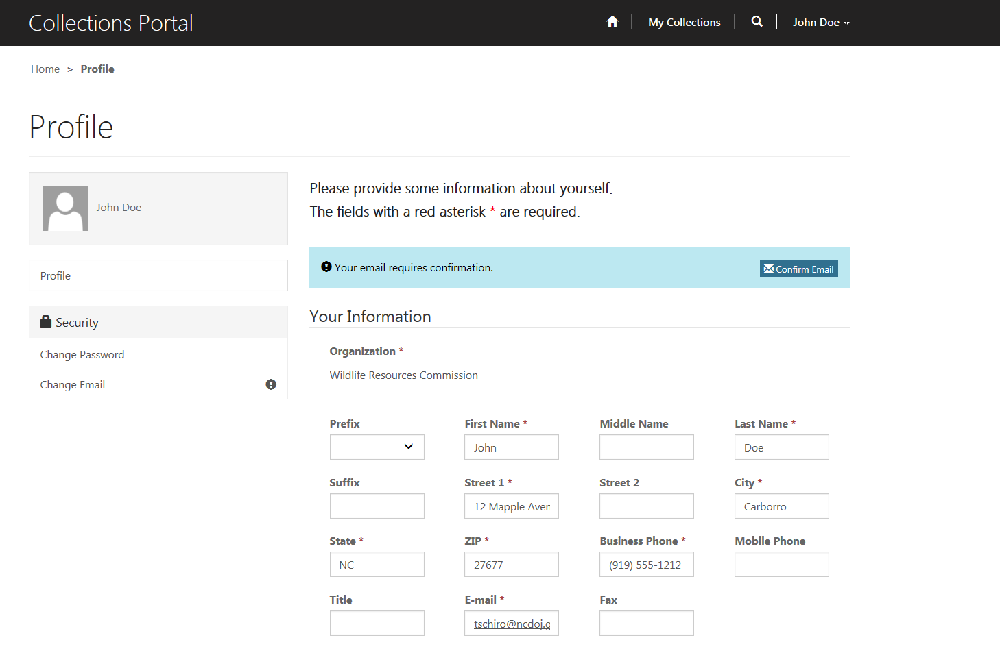 Collections Portal
My Collections
John Doe
Home > Profile
Profile
John Doe
Profile
Security
Change Password
Change Email
Please provide some information about yourself.
The fields with a red asterisk * are required.
Your email requires confirmation.
Confirm Email
Your Information
Organization *
Wildlife Resources Commission
Prefix First Name * Middle Name Last Name *
John Doe
Suffix Street 1 * Street 2 City *
12 Mapple Aven Carborro
State * ZIP * Business Phone * Mobile Phone
NC 27677 (919) 555-1212
Title E-mail * Fax
tschiro@ncdoj.g